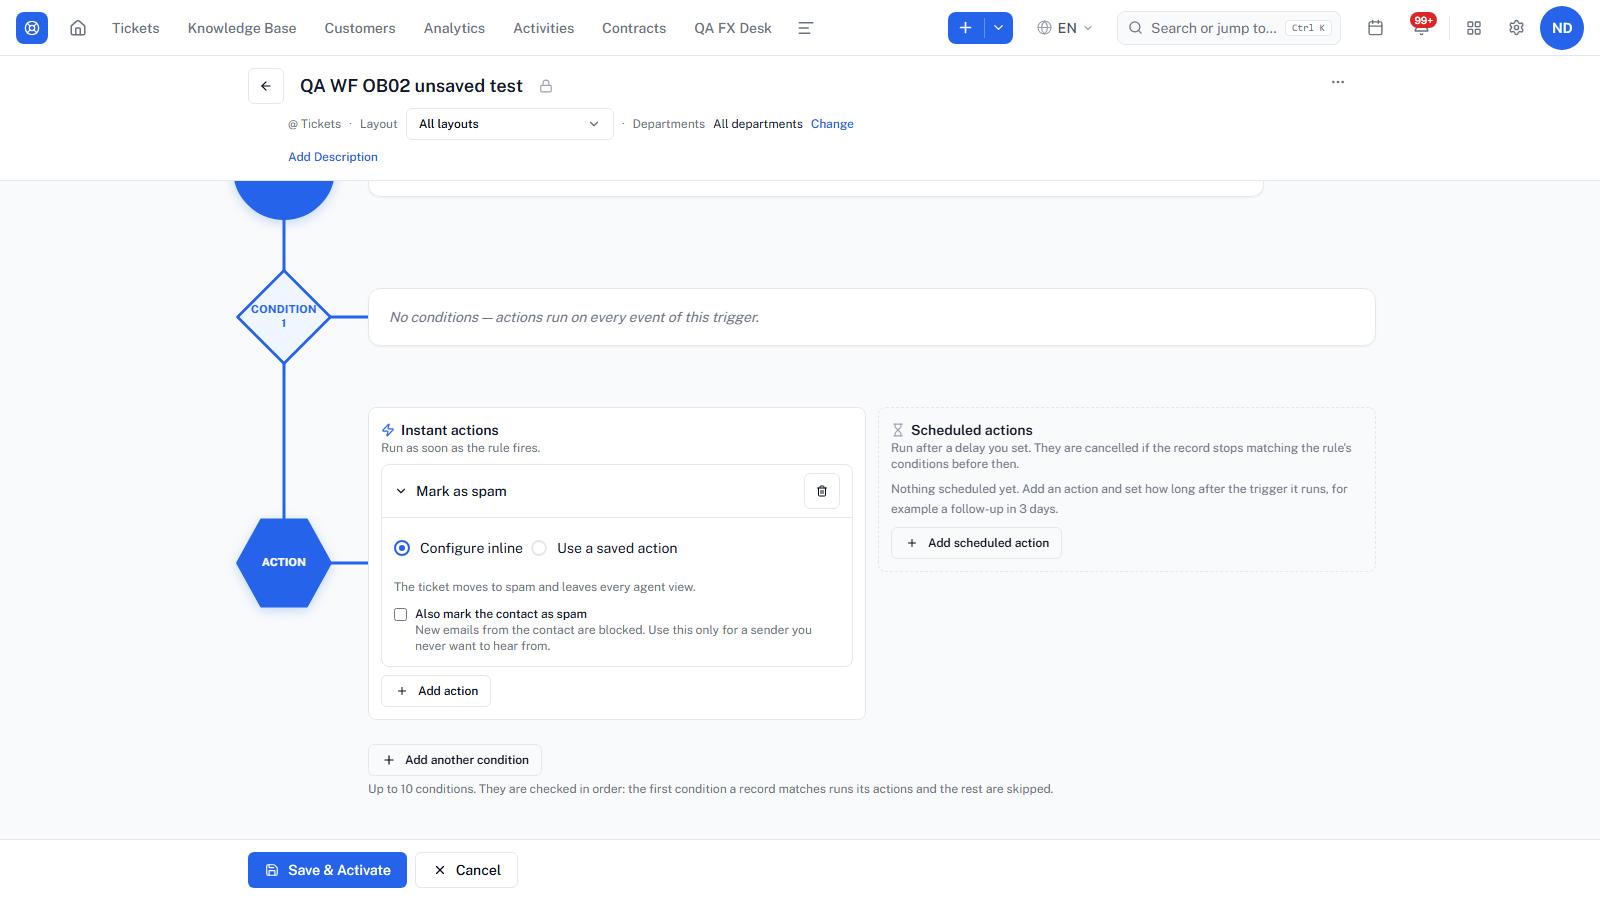 Tickets
Knowledge Base
Customers
Analytics
Activities
Contracts
QA FX Desk
EN
Search or jump to...
Ctrl K
99+
ND
QA WF OB02 unsaved test
@ Tickets · Layout
All layouts
· Departments All departments Change
Add Description
CONDITION
1
No conditions — actions run on every event of this trigger.
Instant actions
Run as soon as the rule fires.
Mark as spam
Configure inline
Use a saved action
The ticket moves to spam and leaves every agent view.
Also mark the contact as spam
New emails from the contact are blocked. Use this only for a sender you
never want to hear from.
Add action
Scheduled actions
Run after a delay you set. They are cancelled if the record stops matching the rule's
conditions before then.
Nothing scheduled yet. Add an action and set how long after the trigger it runs, for
example a follow-up in 3 days.
Add scheduled action
ACTION
Add another condition
Up to 10 conditions. They are checked in order: the first condition a record matches runs its actions and the rest are skipped.
Save & Activate
Cancel